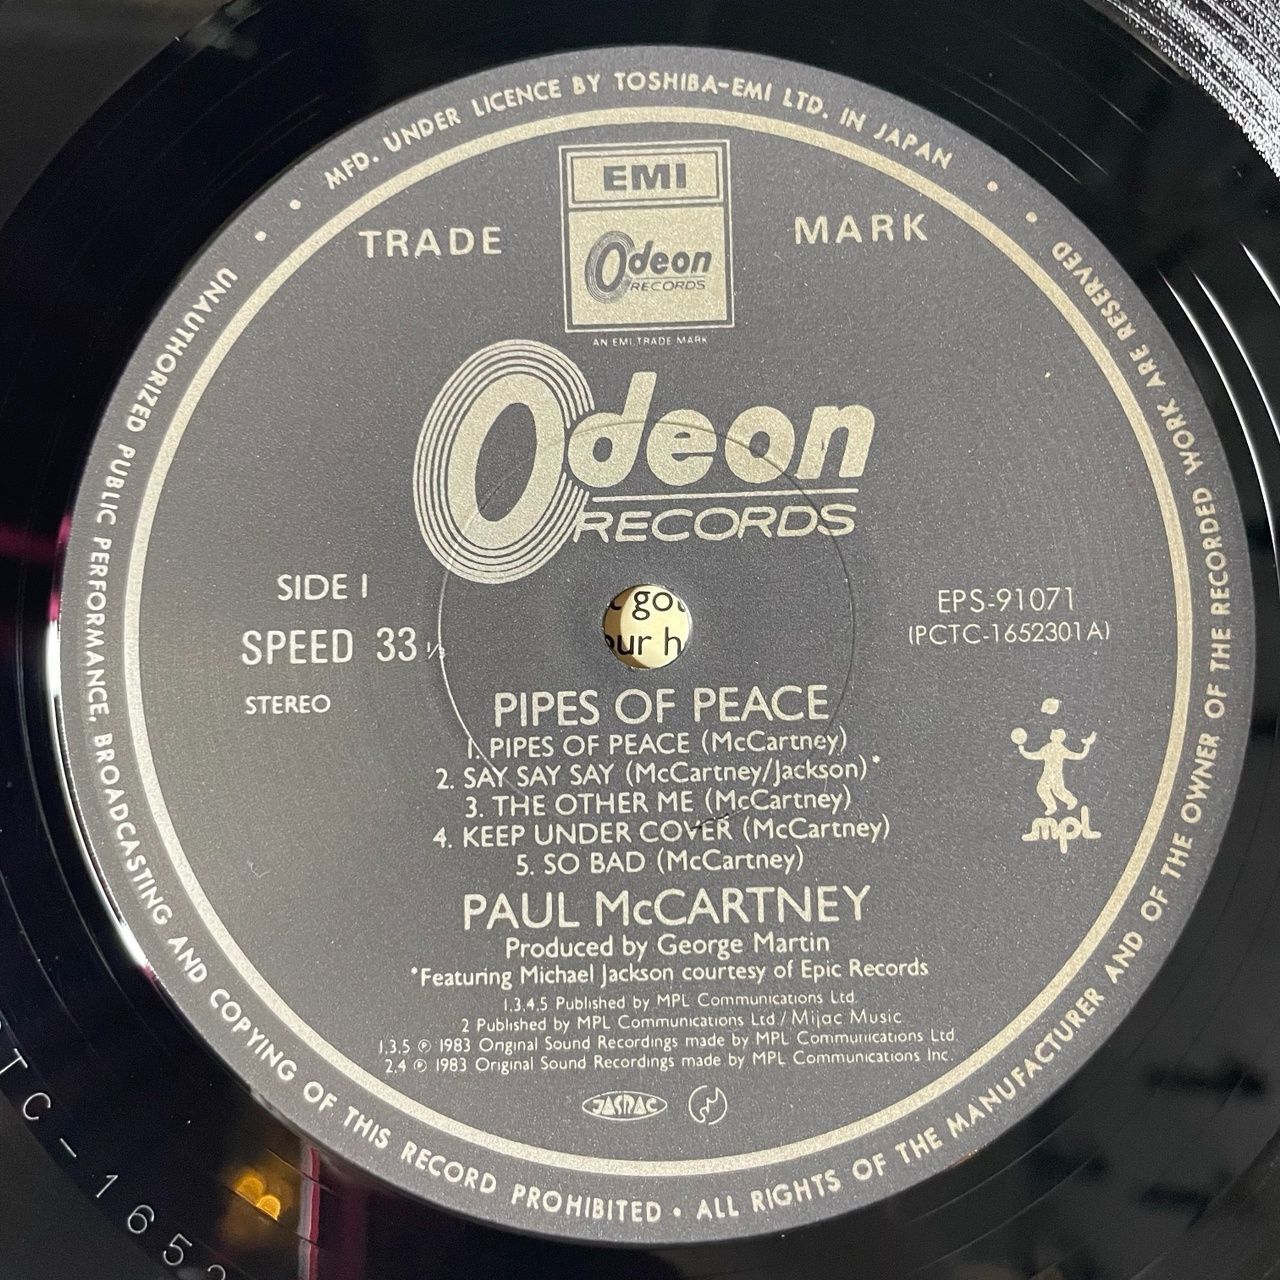 MFD. UNDER LICENCE BY TOSHIBA-EMI LTD. IN JAPAN
EMI
TRADE MARK
Odeon
RECORDS
AN EMI TRADE MARK
Odeon
RECORDS
SIDE 1
SPEED 33 1/3
STEREO
EPS-91071
(PCTC-1652301A)
got
our h
PIPES OF PEACE
1. PIPES OF PEACE (McCartney)
2. SAY SAY SAY (McCartney/Jackson)*
3. THE OTHER ME (McCartney)
4. KEEP UNDER COVER (McCartney)
5. SO BAD (McCartney)
mpl
PAUL McCARTNEY
Produced by George Martin
*Featuring Michael Jackson courtesy of Epic Records
1.3.4.5 Published by MPL Communications Ltd.
2 Published by MPL Communications Ltd / Mijac Music
1.3.5 ℗ 1983 Original Sound Recordings made by MPL Communications Ltd.
2.4 ℗ 1983 Original Sound Recordings made by MPL Communications Inc.
JASRAC
UNAUTHORIZED PUBLIC PERFORMANCE, BROADCASTING AND COPYING OF THIS RECORD PROHIBITED • ALL RIGHTS OF THE MANUFACTURER AND OF THE OWNER OF THE RECORDED WORK ARE RESERVED
TC-1652